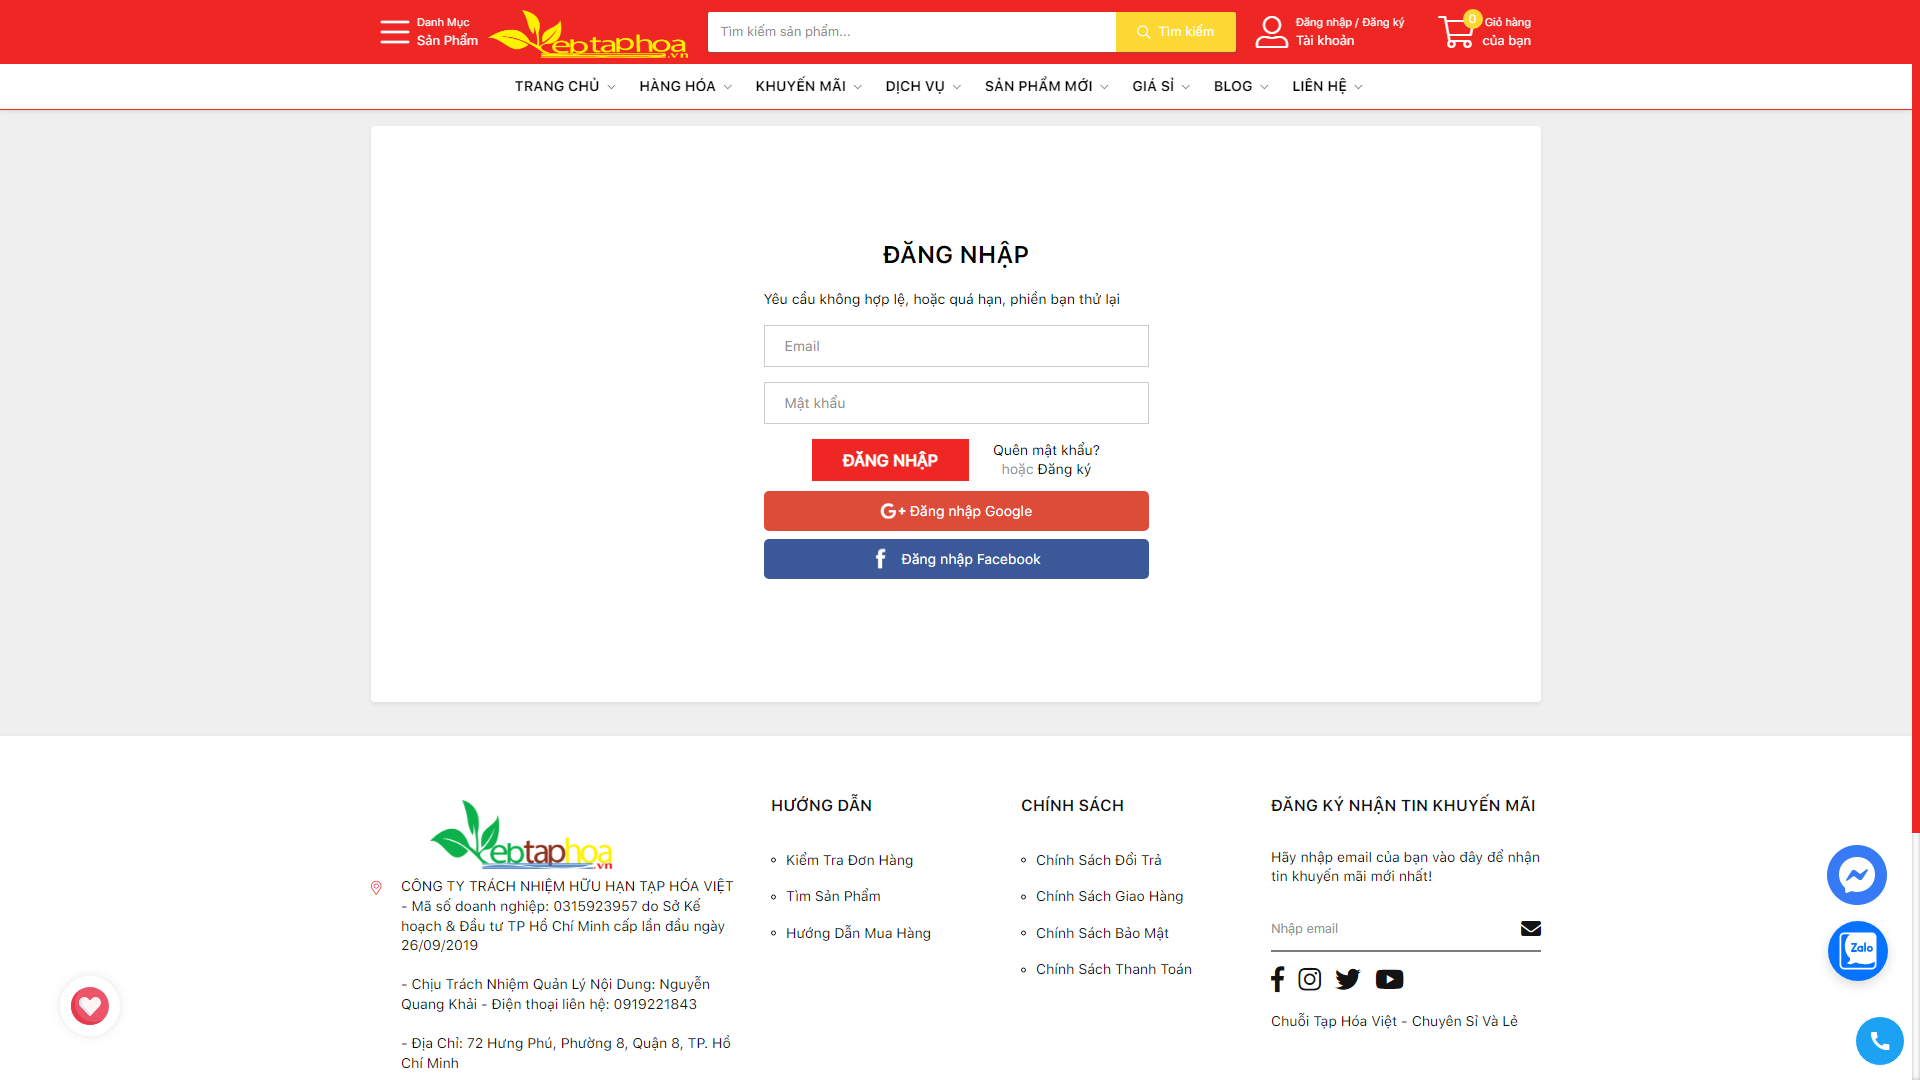 Danh Mục
Sản Phẩm
ebtaphoa.vn
Tìm kiếm sản phẩm...
Tìm kiếm
Đăng nhập / Đăng ký
Tài khoản
0
Giỏ hàng
của bạn
TRANG CHỦ
HÀNG HÓA
KHUYẾN MÃI
DỊCH VỤ
SẢN PHẨM MỚI
GIÁ SỈ
BLOG
LIÊN HỆ
ĐĂNG NHẬP
Yêu cầu không hợp lệ, hoặc quá hạn, phiền bạn thử lại
Email
Mật khẩu
ĐĂNG NHẬP
Quên mật khẩu?
hoặc Đăng ký
G+ Đăng nhập Google
f Đăng nhập Facebook
ebtaphoa.vn
CÔNG TY TRÁCH NHIỆM HỮU HẠN TẠP HÓA VIỆT
- Mã số doanh nghiệp: 0315923957 do Sở Kế
hoạch & Đầu tư TP Hồ Chí Minh cấp lần đầu ngày
26/09/2019
- Chịu Trách Nhiệm Quản Lý Nội Dung: Nguyễn
Quang Khải - Điện thoại liên hệ: 0919221843
- Địa Chỉ: 72 Hưng Phú, Phường 8, Quận 8, TP. Hồ
Chí Minh
HƯỚNG DẪN
Kiểm Tra Đơn Hàng
Tìm Sản Phẩm
Hướng Dẫn Mua Hàng
CHÍNH SÁCH
Chính Sách Đổi Trả
Chính Sách Giao Hàng
Chính Sách Bảo Mật
Chính Sách Thanh Toán
ĐĂNG KÝ NHẬN TIN KHUYẾN MÃI
Hãy nhập email của bạn vào đây để nhận
tin khuyến mãi mới nhất!
Nhập email
Chuỗi Tạp Hóa Việt - Chuyên Sỉ Và Lẻ
Zalo